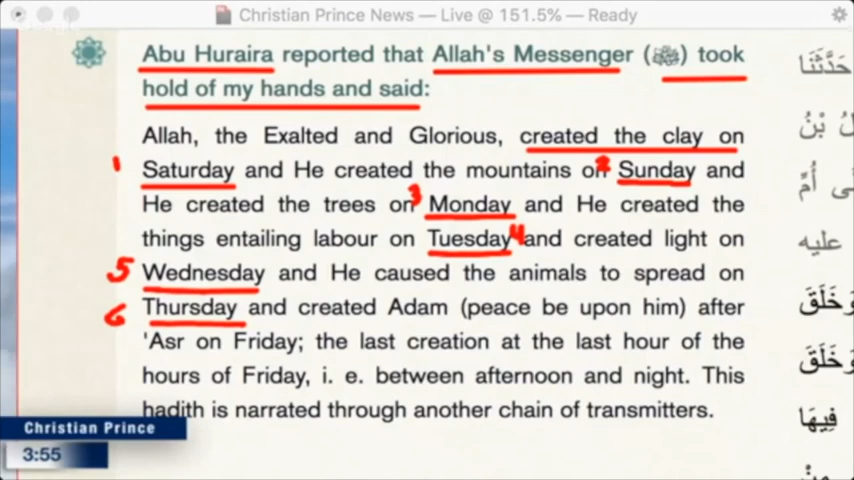 Christian Prince News — Live @ 151.5% — Ready
Google
Abu Huraira reported that Allah's Messenger (ﷺ) took
hold of my hands and said:
Allah, the Exalted and Glorious, created the clay on
1 Saturday and He created the mountains on 2 Sunday and
He created the trees on 3 Monday and He created the
things entailing labour on Tuesday 4 and created light on
5 Wednesday and He caused the animals to spread on
6 Thursday and created Adam (peace be upon him) after
'Asr on Friday; the last creation at the last hour of the
hours of Friday, i. e. between afternoon and night. This
hadith is narrated through another chain of transmitters.
حَدَّثَنَا
بْنُ
أُمِّ
عليه
وَخَلَقَ
وَخَلَقَ
فِيهَا
Christian Prince
3:55